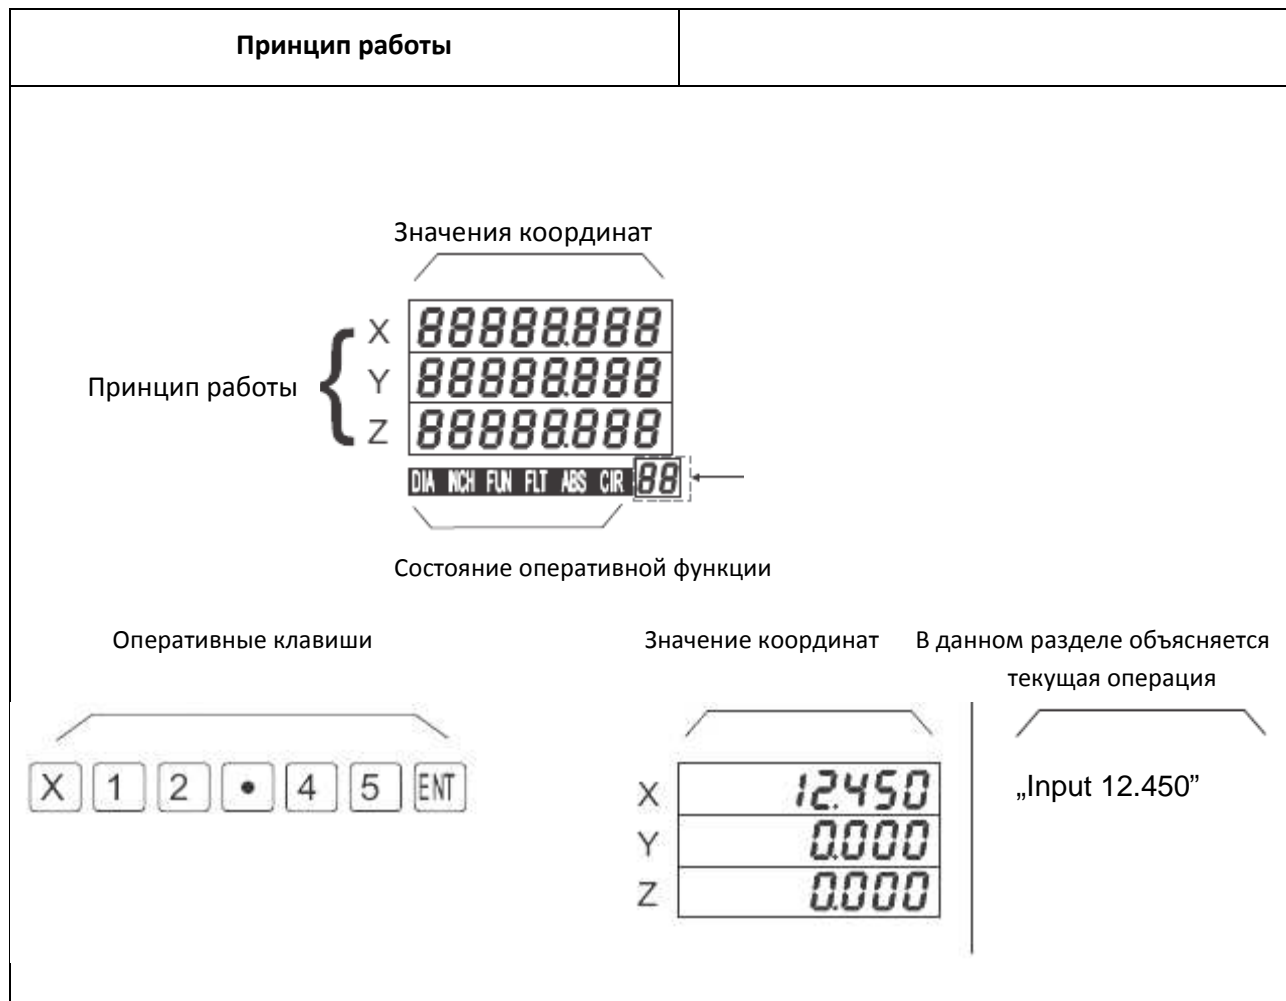 Принцип работы
Значения координат
X 88888.888
Принцип работы { Y 88888.888
Z 88888.888
DIA INCH FUN FLT ABS CIR 88
Состояние оперативной функции
Оперативные клавиши
Значение координат
В данном разделе объясняется
текущая операция
X 1 2 • 4 5 ENT
X 12.450
Y 0.000
Z 0.000
„Input 12.450”